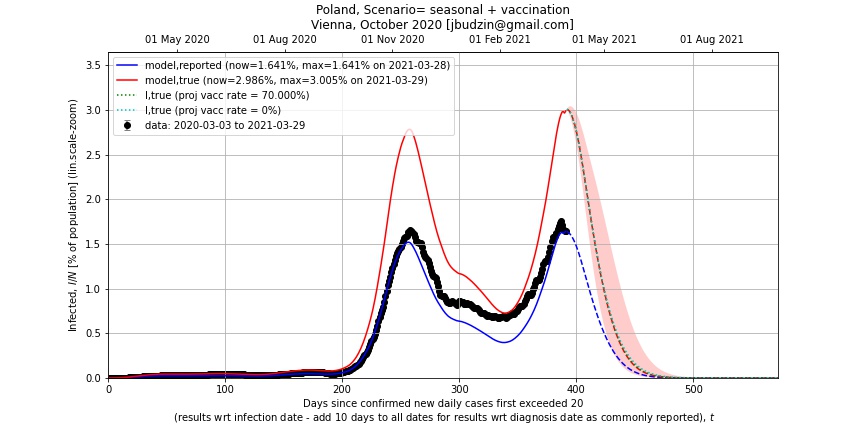 Poland, Scenario= seasonal + vaccination
Vienna, October 2020 [jbudzin@gmail.com]
01 May 2020 01 Aug 2020 01 Nov 2020 01 Feb 2021 01 May 2021 01 Aug 2021
model,reported (now=1.641%, max=1.641% on 2021-03-28)
model,true (now=2.986%, max=3.005% on 2021-03-29)
I,true (proj vacc rate = 70.000%)
I,true (proj vacc rate = 0%)
data: 2020-03-03 to 2021-03-29
Infected, I/N [% of population] (lin.scale-zoom)
3.5
3.0
2.5
2.0
1.5
1.0
0.5
0.0
0 100 200 300 400 500
Days since confirmed new daily cases first exceeded 20
(results wrt infection date - add 10 days to all dates for results wrt diagnosis date as commonly reported), t